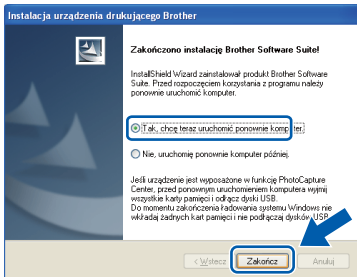 Instalacja urządzenia drukującego Brother
Zakończono instalację Brother Software Suite!
InstallShield Wizard zainstalował produkt Brother Software
Suite. Przed rozpoczęciem korzystania z programu należy
ponownie uruchomić komputer.
Tak, chcę teraz uruchomić ponownie komputer.
Nie, uruchomię ponownie komputer później.
Jeśli urządzenie jest wyposażone w funkcję PhotoCapture
Center, przed ponownym uruchomieniem komputera wyjmij
wszystkie karty pamięci i odłącz dyski USB.
Do momentu zakończenia ładowania systemu Windows nie
wkładaj żadnych kart pamięci i nie podłączaj dysków USB.
< Wstecz Zakończ Anuluj